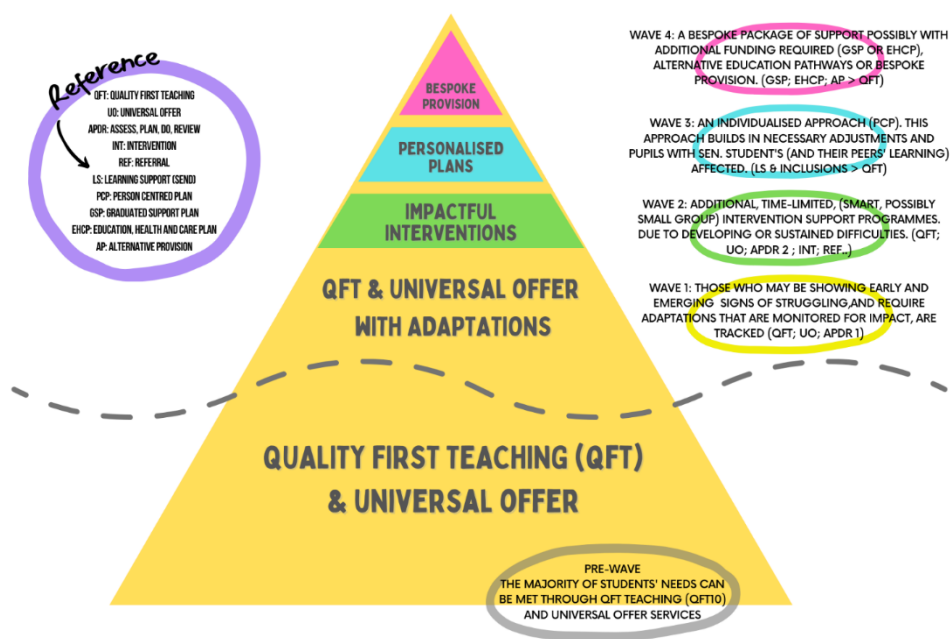 Reference
QFT: QUALITY FIRST TEACHING
UO: UNIVERSAL OFFER
APDR: ASSESS, PLAN, DO, REVIEW
INT: INTERVENTION
REF: REFERRAL
LS: LEARNING SUPPORT (SEND)
PCP: PERSON CENTRED PLAN
GSP: GRADUATED SUPPORT PLAN
EHCP: EDUCATION, HEALTH AND CARE PLAN
AP: ALTERNATIVE PROVISION
BESPOKE
PROVISION
PERSONALISED
PLANS
IMPACTFUL
INTERVENTIONS
QFT & UNIVERSAL OFFER
WITH ADAPTATIONS
QUALITY FIRST TEACHING (QFT)
& UNIVERSAL OFFER
WAVE 4: A BESPOKE PACKAGE OF SUPPORT POSSIBLY WITH
ADDITIONAL FUNDING REQUIRED (GSP OR EHCP),
ALTERNATIVE EDUCATION PATHWAYS OR BESPOKE
PROVISION. (GSP; EHCP; AP > QFT)
WAVE 3: AN INDIVIDUALISED APPROACH (PCP). THIS
APPROACH BUILDS IN NECESSARY ADJUSTMENTS AND
PUPILS WITH SEN. STUDENT'S (AND THEIR PEERS' LEARNING)
AFFECTED. (LS & INCLUSIONS > QFT)
WAVE 2: ADDITIONAL, TIME-LIMITED, (SMART, POSSIBLY
SMALL GROUP) INTERVENTION SUPPORT PROGRAMMES.
DUE TO DEVELOPING OR SUSTAINED DIFFICULTIES. (QFT;
UO; APDR 2 ; INT; REF..)
WAVE 1: THOSE WHO MAY BE SHOWING EARLY AND
EMERGING SIGNS OF STRUGGLING,AND REQUIRE
ADAPTATIONS THAT ARE MONITORED FOR IMPACT, ARE
TRACKED (QFT; UO; APDR 1)
PRE-WAVE
THE MAJORITY OF STUDENTS' NEEDS CAN
BE MET THROUGH QFT TEACHING (QFT10)
AND UNIVERSAL OFFER SERVICES